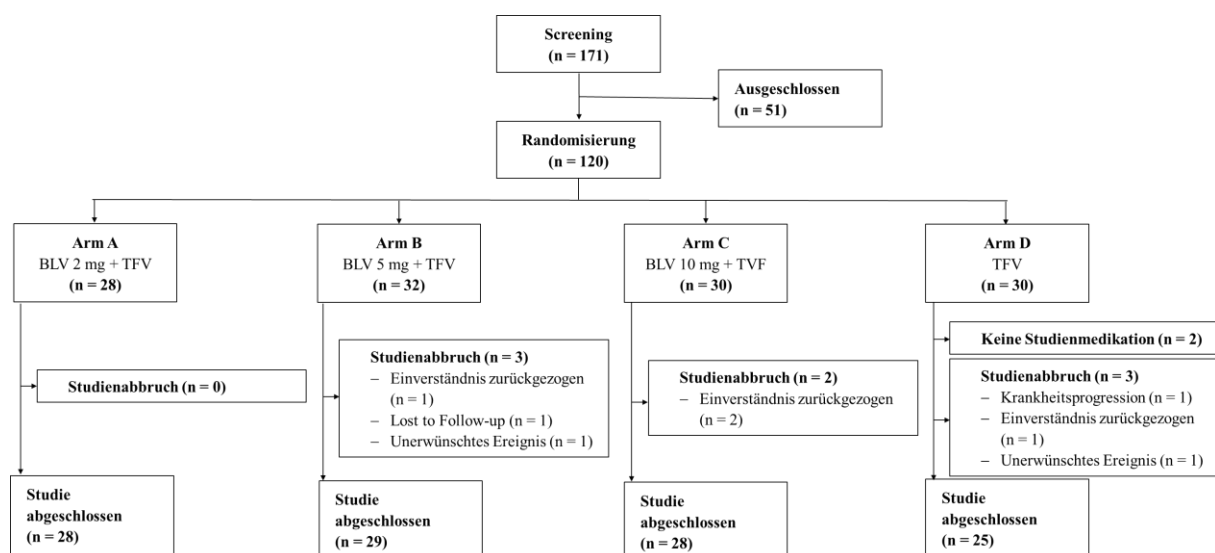 Screening
(n = 171)
Ausgeschlossen
(n = 51)
Randomisierung
(n = 120)
Arm A
BLV 2 mg + TFV
(n = 28)
Arm B
BLV 5 mg + TFV
(n = 32)
Arm C
BLV 10 mg + TVF
(n = 30)
Arm D
TFV
(n = 30)
Studienabbruch (n = 0)
Studienabbruch (n = 3)
– Einverständnis zurückgezogen
(n = 1)
– Lost to Follow-up (n = 1)
– Unerwünschtes Ereignis (n = 1)
Studienabbruch (n = 2)
– Einverständnis zurückgezogen
(n = 2)
Keine Studienmedikation (n = 2)
Studienabbruch (n = 3)
– Krankheitsprogression (n = 1)
– Einverständnis zurückgezogen
(n = 1)
– Unerwünschtes Ereignis (n = 1)
Studie
abgeschlossen
(n = 28)
Studie
abgeschlossen
(n = 29)
Studie
abgeschlossen
(n = 28)
Studie
abgeschlossen
(n = 25)